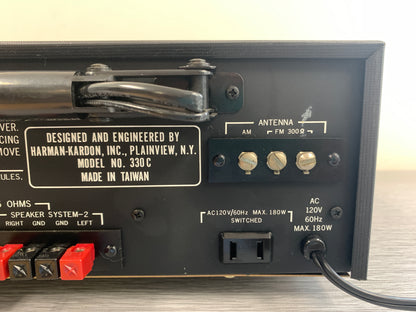 VER.
CING
MOVE
ULES.
DESIGNED AND ENGINEERED BY
HARMAN-KARDON, INC., PLAINVIEW, N.Y.
MODEL NO. 330C
MADE IN TAIWAN
ANTENNA
AM FM 300Ω
OHMS
SPEAKER SYSTEM-2
RIGHT GND GND LEFT
AC120V/60Hz MAX. 180W
SWITCHED
AC
120V
60Hz
MAX. 180W